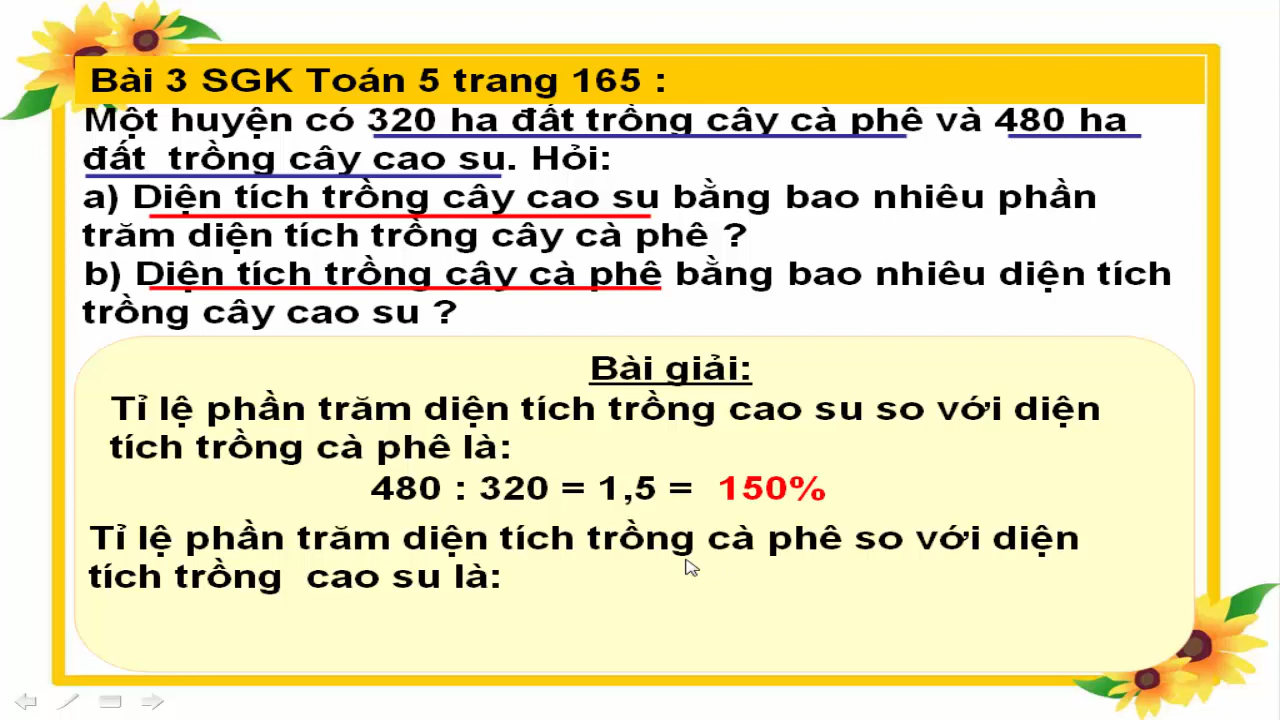 Bài 3 SGK Toán 5 trang 165 :
Một huyện có 320 ha đất trồng cây cà phê và 480 ha
đất trồng cây cao su. Hỏi:
a) Diện tích trồng cây cao su bằng bao nhiêu phần
trăm diện tích trồng cây cà phê ?
b) Diện tích trồng cây cà phê bằng bao nhiêu diện tích
trồng cây cao su ?
Bài giải:
Tỉ lệ phần trăm diện tích trồng cao su so với diện
tích trồng cà phê là:
480 : 320 = 1,5 = 150%
Tỉ lệ phần trăm diện tích trồng cà phê so với diện
tích trồng cao su là: